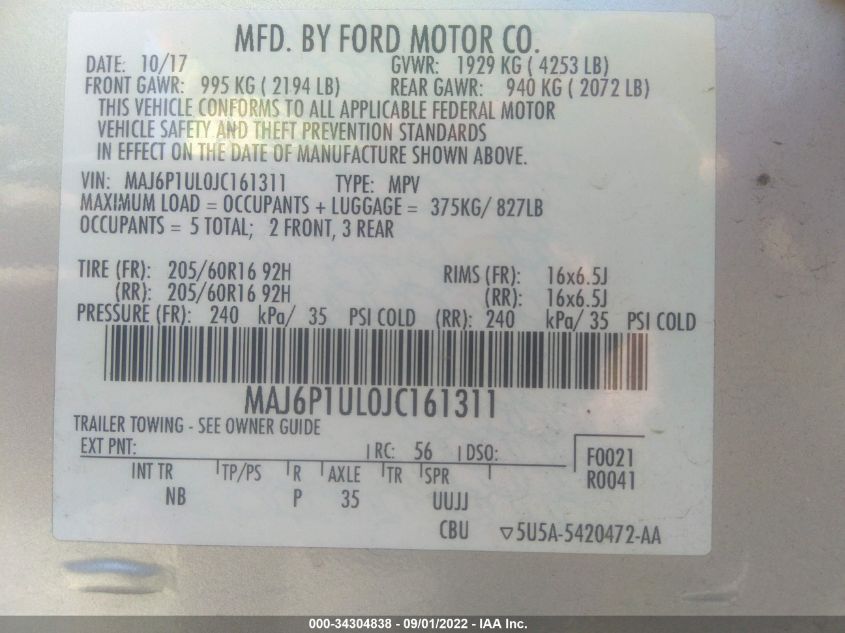 MFD. BY FORD MOTOR CO.
DATE: 10/17 GVWR: 1929 KG ( 4253 LB)
FRONT GAWR: 995 KG ( 2194 LB) REAR GAWR: 940 KG ( 2072 LB)
THIS VEHICLE CONFORMS TO ALL APPLICABLE FEDERAL MOTOR
VEHICLE SAFETY AND THEFT PREVENTION STANDARDS
IN EFFECT ON THE DATE OF MANUFACTURE SHOWN ABOVE.
VIN: MAJ6P1UL0JC161311 TYPE: MPV
MAXIMUM LOAD = OCCUPANTS + LUGGAGE = 375KG/ 827LB
OCCUPANTS = 5 TOTAL; 2 FRONT, 3 REAR
TIRE (FR): 205/60R16 92H RIMS (FR): 16x6.5J
(RR): 205/60R16 92H (RR): 16x6.5J
PRESSURE (FR): 240 kPa/ 35 PSI COLD (RR): 240 kPa/ 35 PSI COLD
MAJ6P1UL0JC161311
TRAILER TOWING - SEE OWNER GUIDE
EXT PNT: RC: 56 DSO: F0021
INT TR TP/PS R AXLE TR SPR R0041
NB P 35 UUJJ
CBU ▽5U5A-5420472-AA
000-34304838 - 09/01/2022 - IAA Inc.